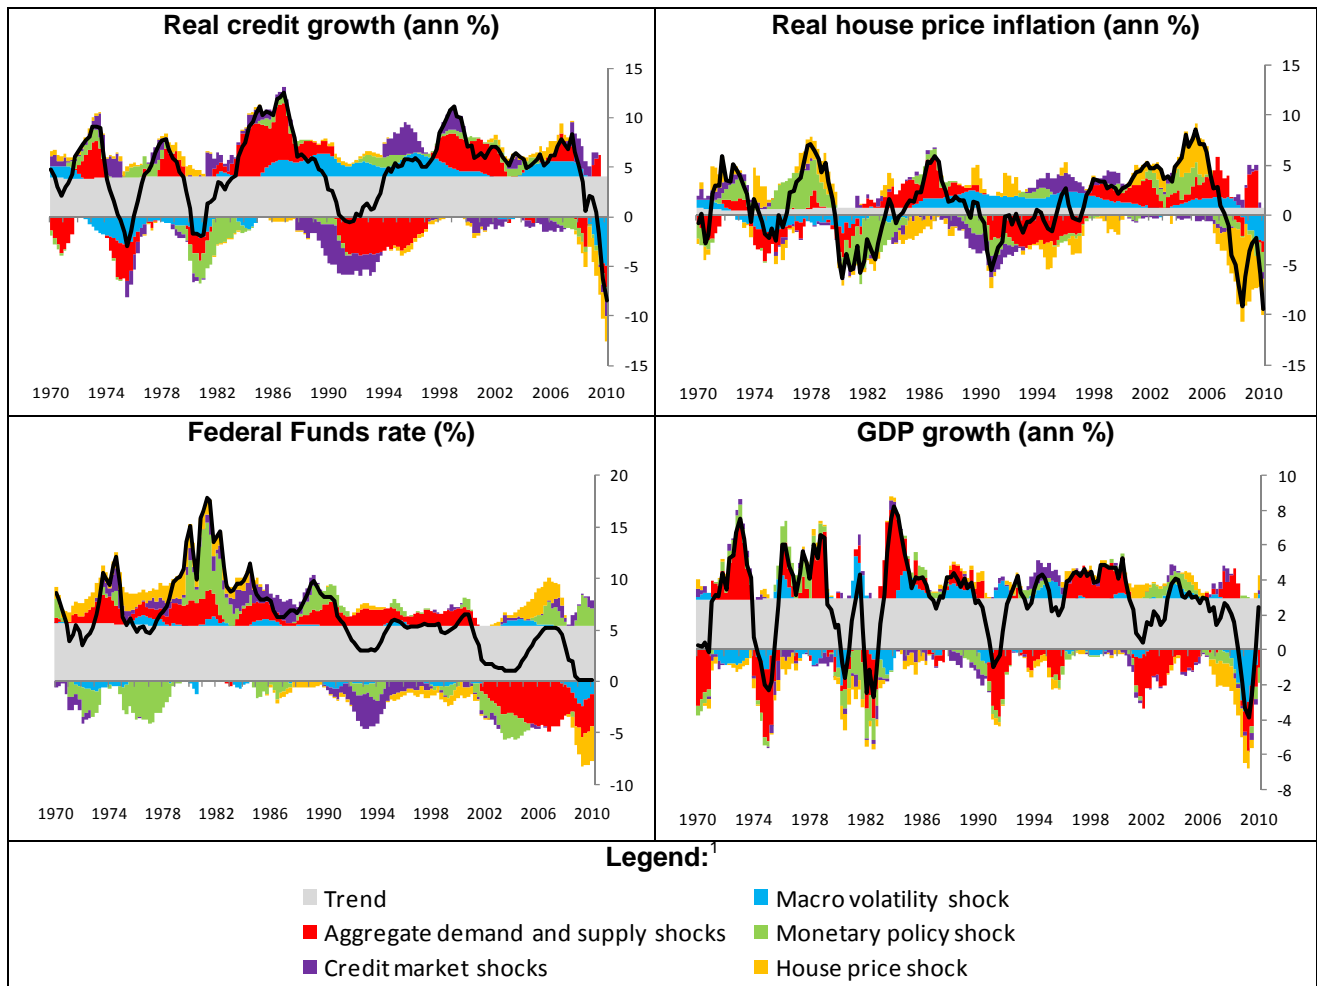 Real credit growth (ann %)
15
10
5
0
-5
-10
-15
1970 1974 1978 1982 1986 1990 1994 1998 2002 2006 2010
Real house price inflation (ann %)
15
10
5
0
-5
-10
-15
1970 1974 1978 1982 1986 1990 1994 1998 2002 2006 2010
Federal Funds rate (%)
20
15
10
5
0
-5
-10
1970 1974 1978 1982 1986 1990 1994 1998 2002 2006 2010
GDP growth (ann %)
10
8
6
4
2
0
-2
-4
-6
-8
1970 1974 1978 1982 1986 1990 1994 1998 2002 2006 2010
Legend:1
Trend
Macro volatility shock
Aggregate demand and supply shocks
Monetary policy shock
Credit market shocks
House price shock